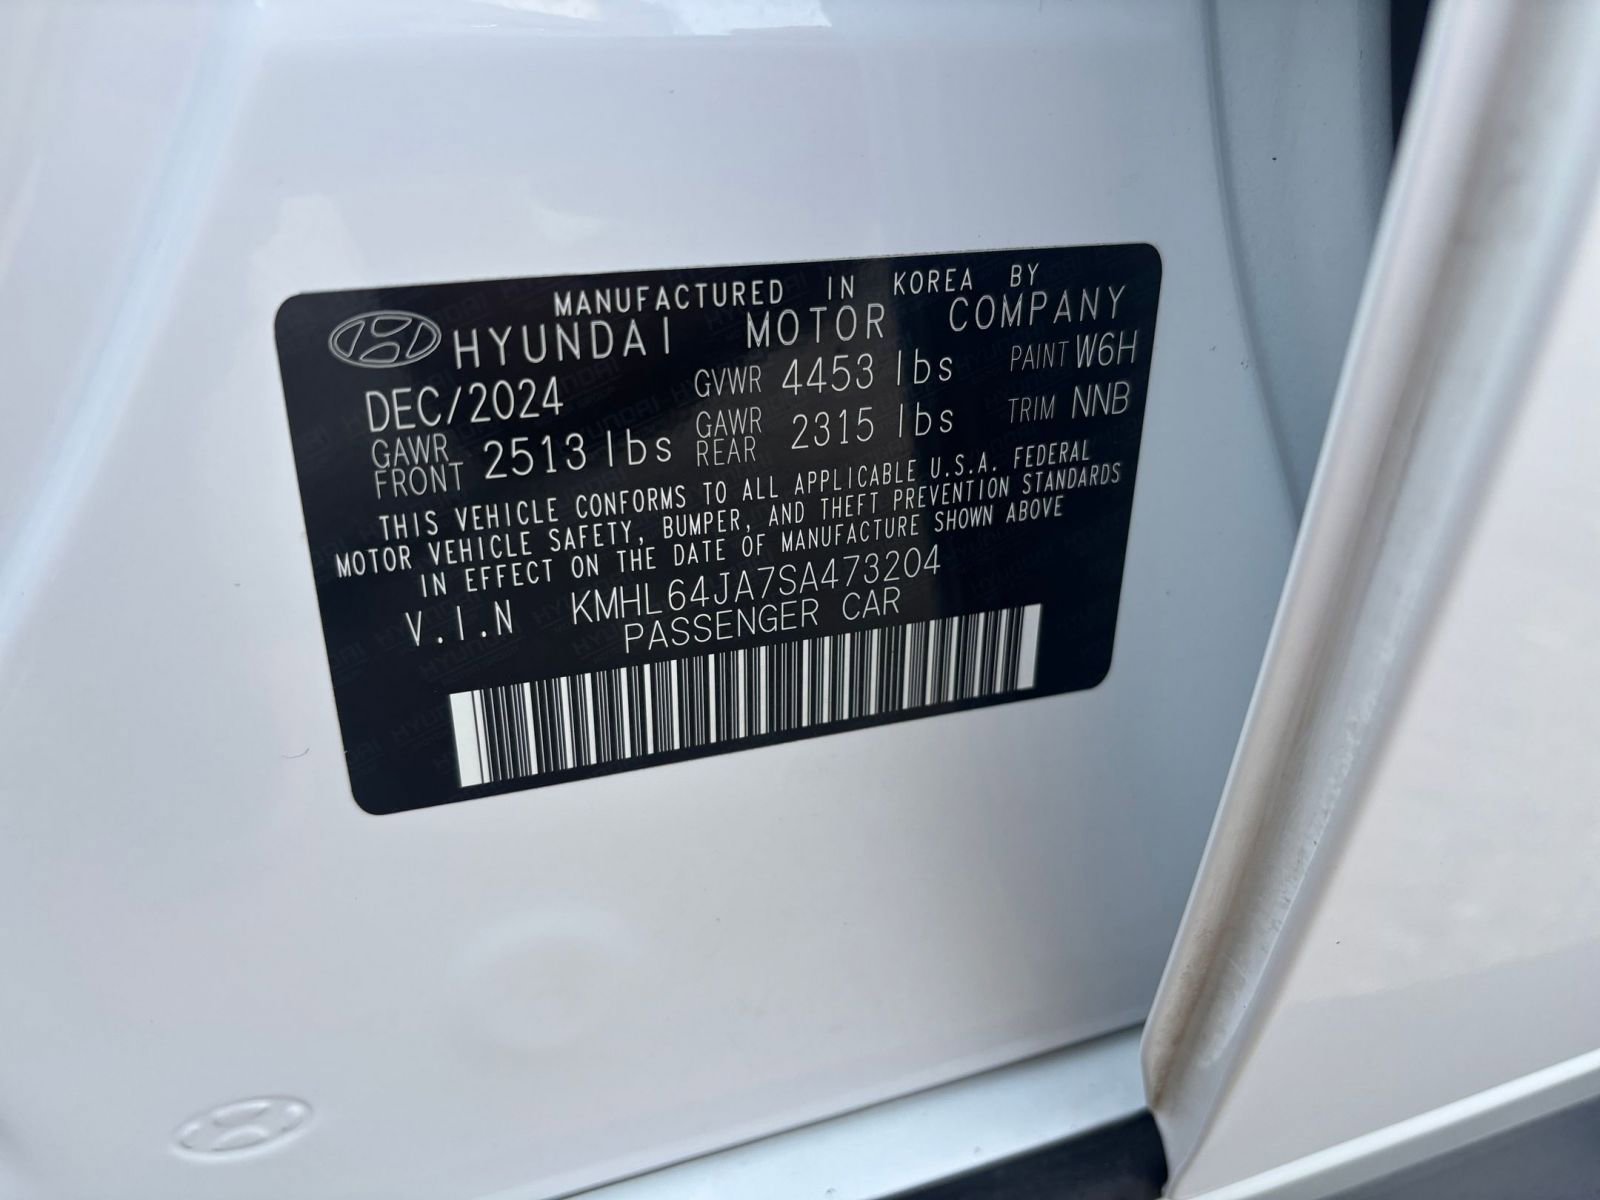 MANUFACTURED IN KOREA BY
HYUNDAI MOTOR COMPANY
DEC/2024 GVWR 4453 lbs PAINT W6H
GAWR FRONT 2513 lbs GAWR REAR 2315 lbs TRIM NNB
THIS VEHICLE CONFORMS TO ALL APPLICABLE U.S.A. FEDERAL
MOTOR VEHICLE SAFETY, BUMPER, AND THEFT PREVENTION STANDARDS
IN EFFECT ON THE DATE OF MANUFACTURE SHOWN ABOVE
V.I.N KMHL64JA7SA473204
PASSENGER CAR